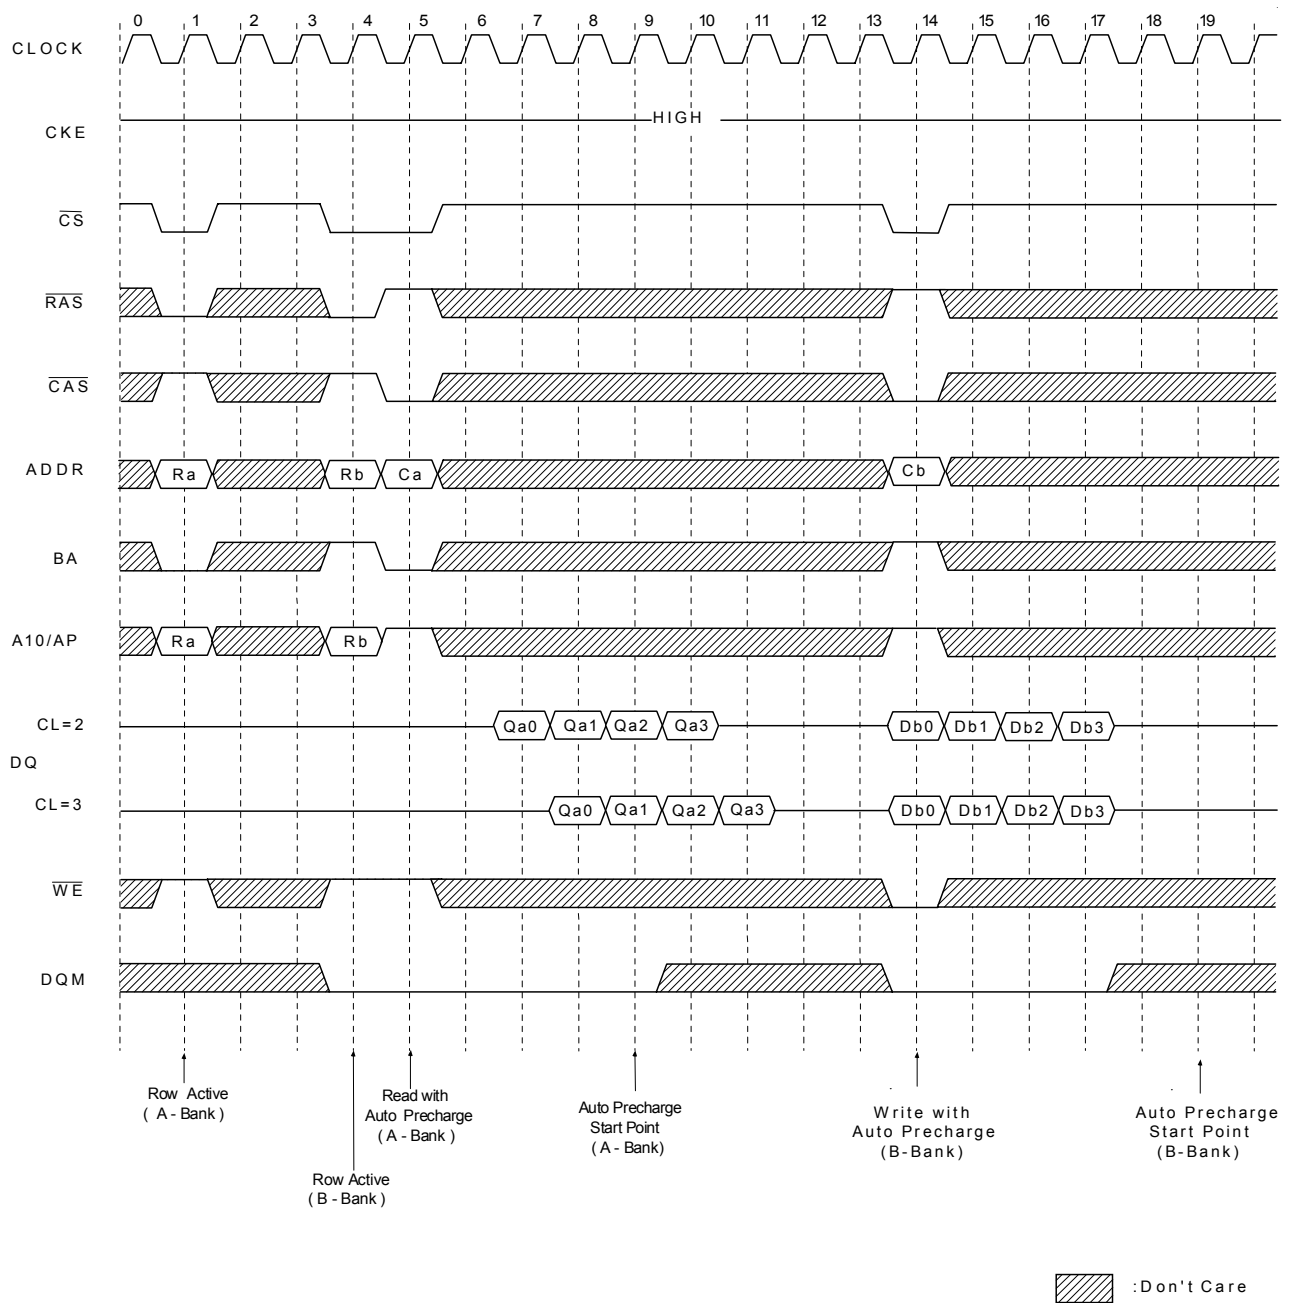 0 1 2 3 4 5 6 7 8 9 10 11 12 13 14 15 16 17 18 19
CLOCK
CKE HIGH
CS
RAS
CAS
ADDR Ra Rb Ca Cb
BA
A10/AP Ra Rb
CL=2 Qa0 Qa1 Qa2 Qa3 Db0 Db1 Db2 Db3
DQ
CL=3 Qa0 Qa1 Qa2 Qa3 Db0 Db1 Db2 Db3
WE
DQM
Row Active
( A - Bank )
Row Active
( B - Bank )
Read with
Auto Precharge
( A - Bank )
Auto Precharge
Start Point
( A - Bank)
Write with
Auto Precharge
(B-Bank)
Auto Precharge
Start Point
(B-Bank)
:Don't Care